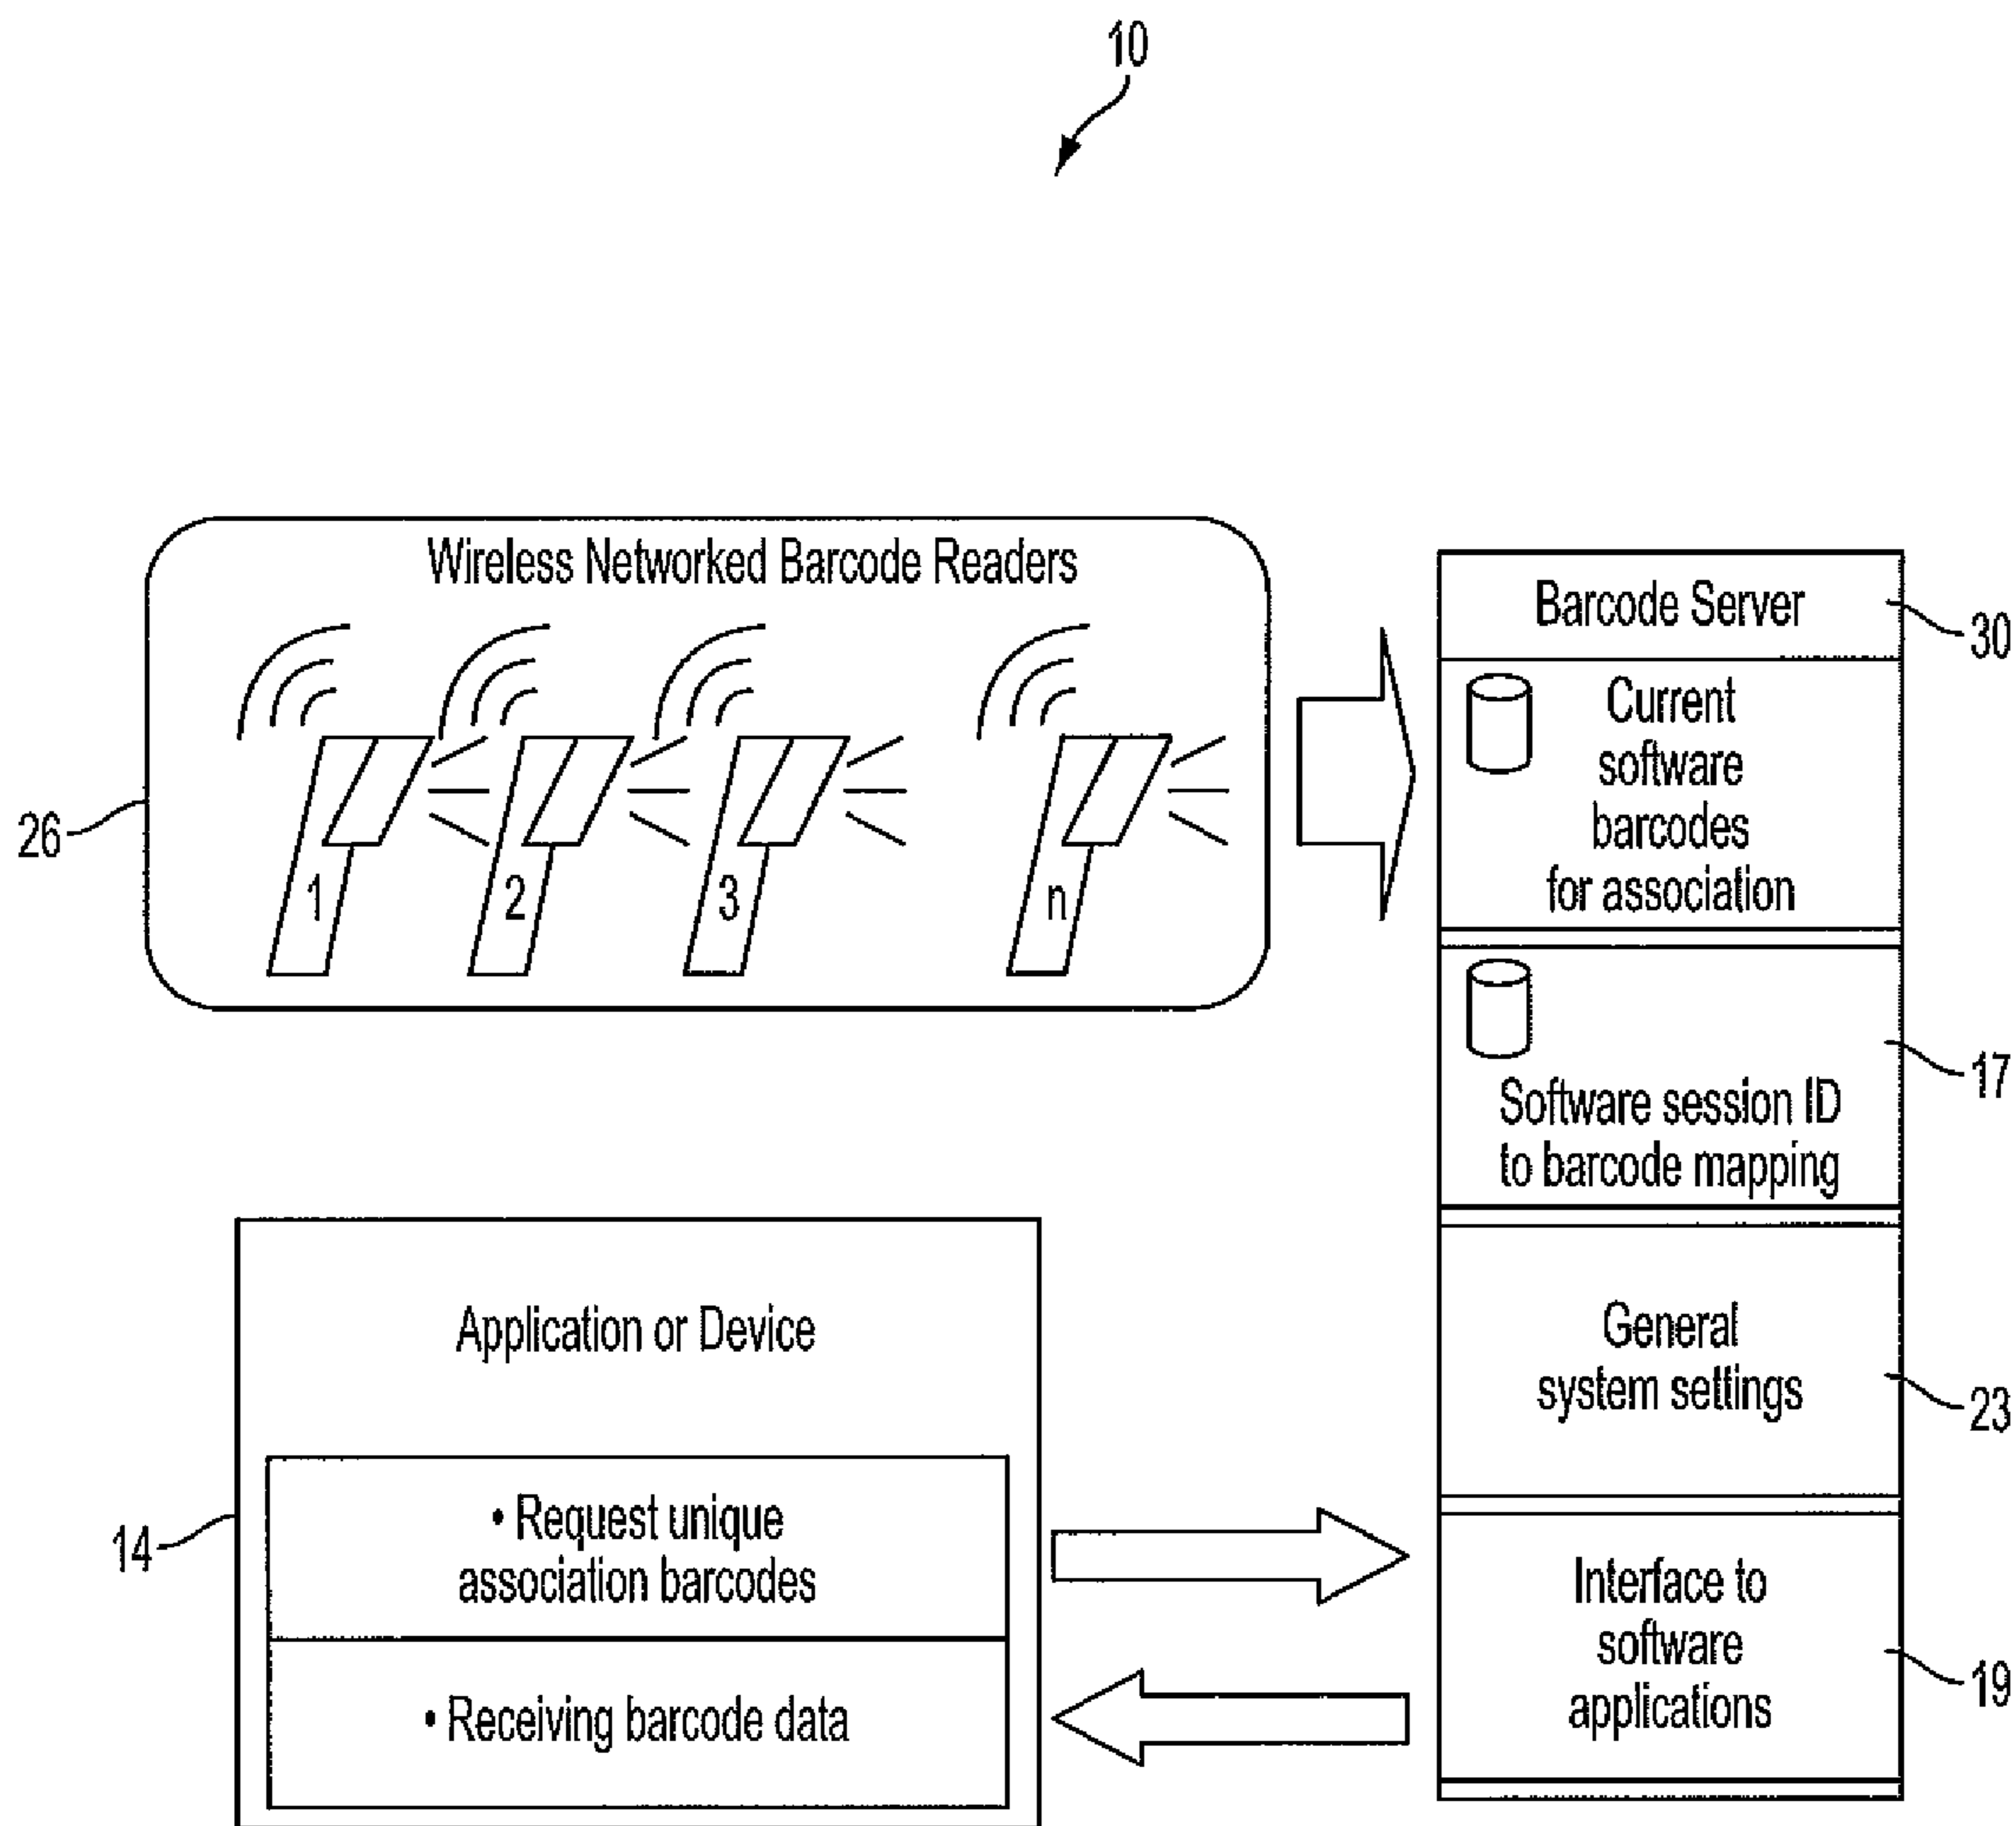 10
Wireless Networked Barcode Readers
26
1
2
3
n
Barcode Server
30
Current
software
barcodes
for association
Software session ID
to barcode mapping
17
General
system settings
23
Interface to
software
applications
19
Application or Device
14
• Request unique
association barcodes
• Receiving barcode data